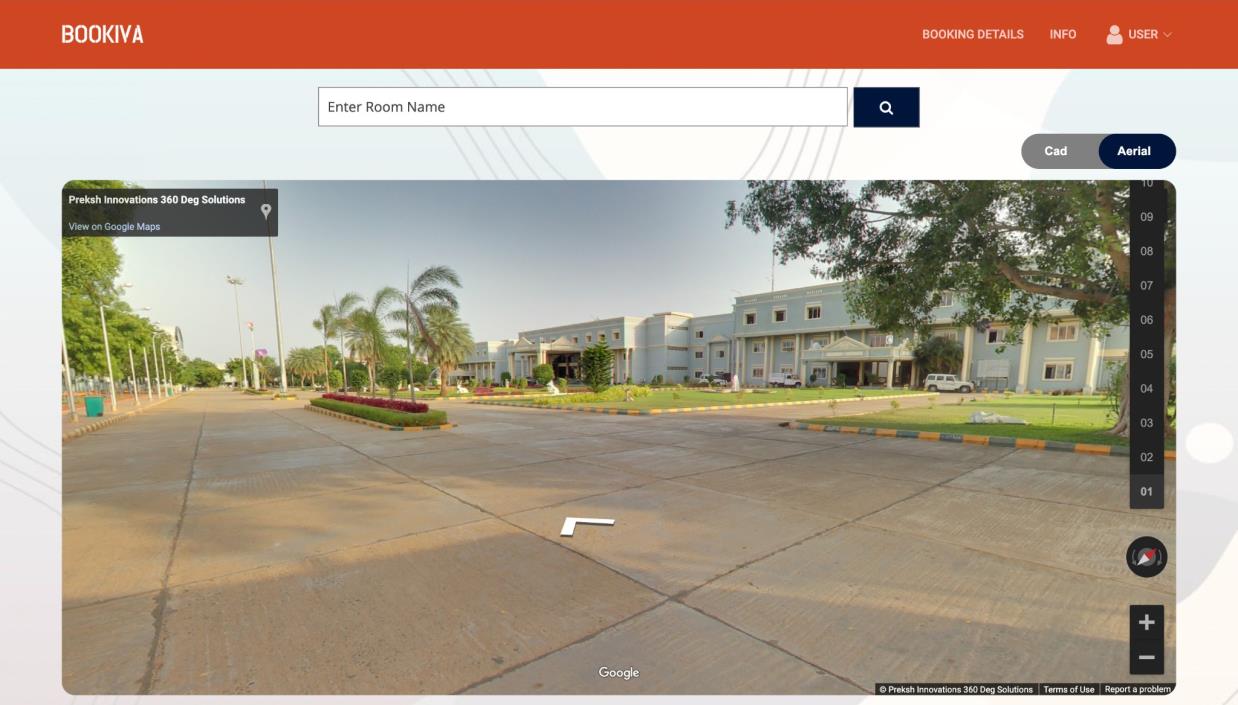 BOOKIVA
BOOKING DETAILS
INFO
USER
Enter Room Name
Cad
Aerial
Preksh Innovations 360 Deg Solutions
View on Google Maps
10
09
08
07
06
05
04
03
02
01
Google
© Preksh Innovations 360 Deg Solutions
Terms of Use
Report a problem